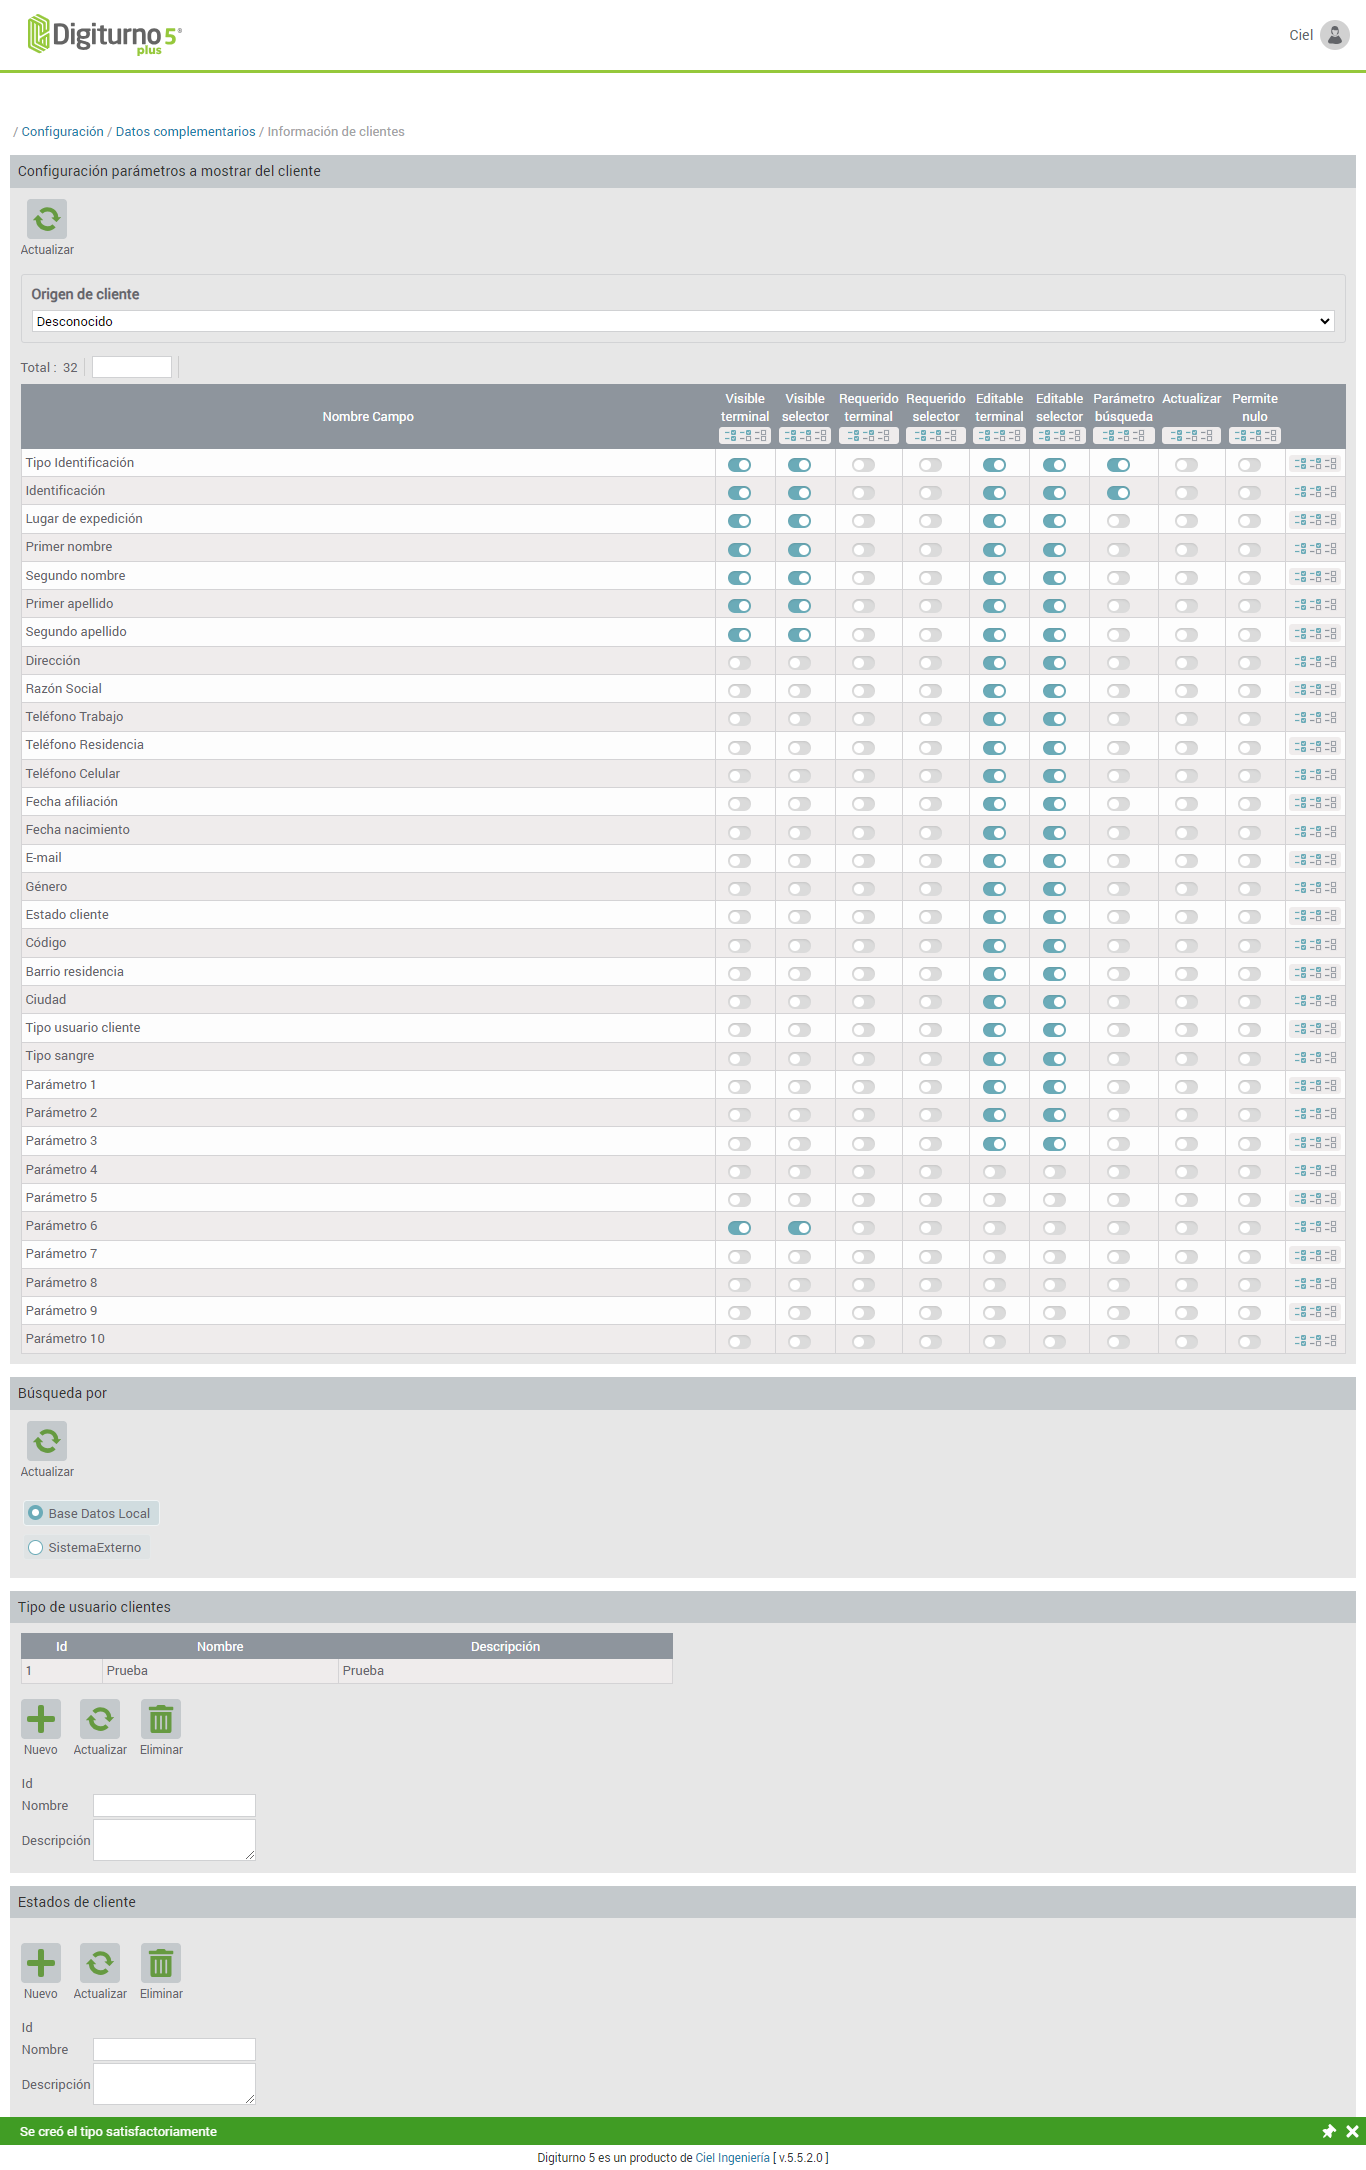 Digiturno 5®
plus
Ciel
/ Configuración / Datos complementarios / Información de clientes
Configuración parámetros a mostrar del cliente
Actualizar
Origen de cliente
Desconocido
Total : 32
Nombre Campo
Visible terminal
Visible selector
Requerido terminal
Requerido selector
Editable terminal
Editable selector
Parámetro búsqueda
Actualizar
Permite nulo
Tipo Identificación
Identificación
Lugar de expedición
Primer nombre
Segundo nombre
Primer apellido
Segundo apellido
Dirección
Razón Social
Teléfono Trabajo
Teléfono Residencia
Teléfono Celular
Fecha afiliación
Fecha nacimiento
E-mail
Género
Estado cliente
Código
Barrio residencia
Ciudad
Tipo usuario cliente
Tipo sangre
Parámetro 1
Parámetro 2
Parámetro 3
Parámetro 4
Parámetro 5
Parámetro 6
Parámetro 7
Parámetro 8
Parámetro 9
Parámetro 10
Búsqueda por
Actualizar
Base Datos Local
SistemaExterno
Tipo de usuario clientes
Id Nombre Descripción
1 Prueba Prueba
Nuevo Actualizar Eliminar
Id
Nombre
Descripción
Estados de cliente
Nuevo Actualizar Eliminar
Id
Nombre
Descripción
Se creó el tipo satisfactoriamente
Digiturno 5 es un producto de Ciel Ingeniería [ v.5.5.2.0 ]